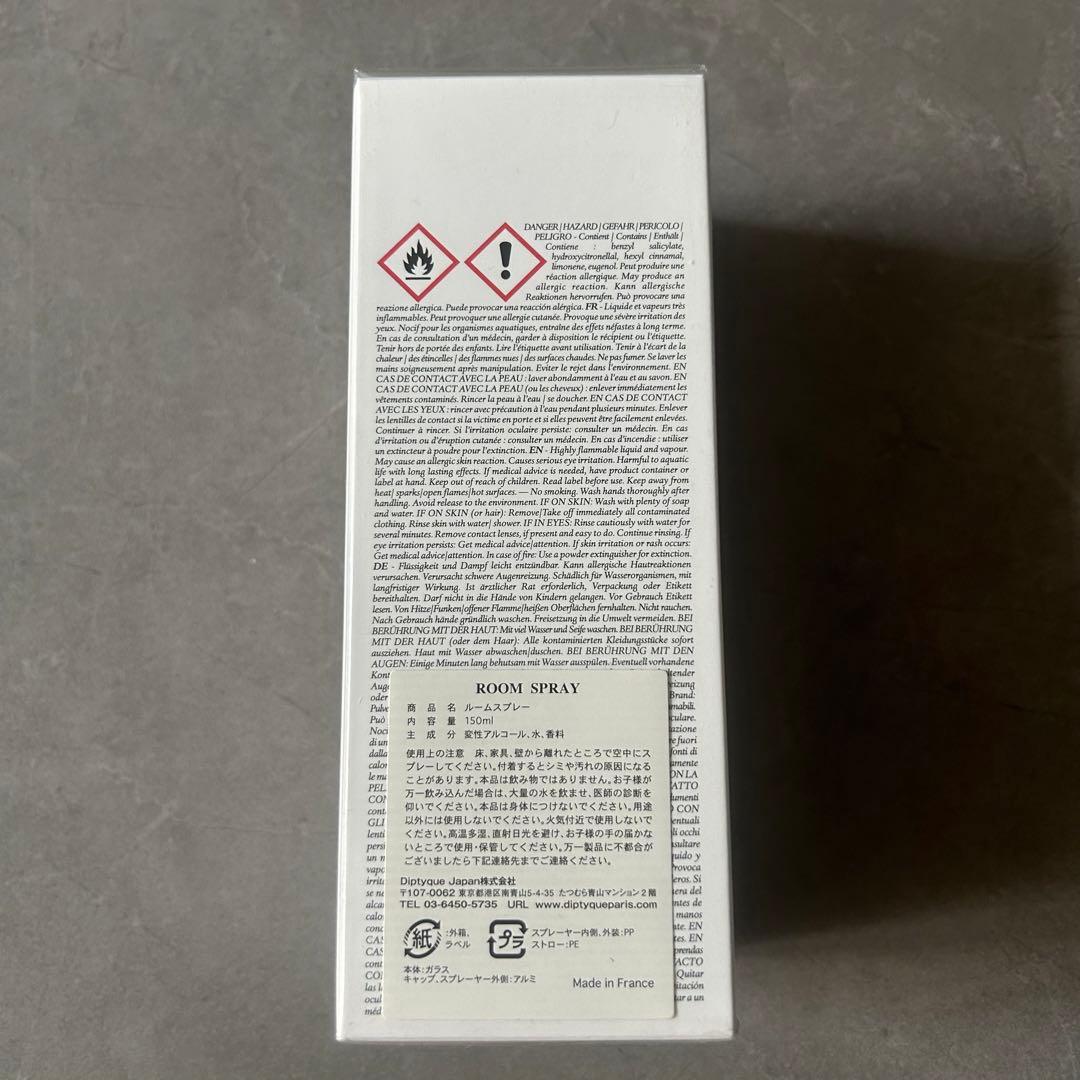 DANGER | HAZARD | GEFAHR | PERICOLO |
PELIGRO - Contient | Contains | Enthält |
Contiene : benzyl salicylate,
hydroxycitronellal, hexyl cinnamal,
limonene, eugenol. Peut produire une
réaction allergique. May produce an
allergic reaction. Kann allergische
Reaktionen hervorrufen. Può provocare una
reazione allergica. Puede provocar una reacción alérgica. FR - Liquide et vapeurs très
inflammables. Peut provoquer une allergie cutanée. Provoque une sévère irritation des
yeux. Nocif pour les organismes aquatiques, entraîne des effets néfastes à long terme.
En cas de consultation d'un médecin, garder à disposition le récipient ou l'étiquette.
Tenir hors de portée des enfants. Lire l'étiquette avant utilisation. Tenir à l'écart de la
chaleur | des étincelles | des flammes nues | des surfaces chaudes. Ne pas fumer. Se laver les
mains soigneusement après manipulation. Eviter le rejet dans l'environnement. EN
CAS DE CONTACT AVEC LA PEAU : laver abondamment à l'eau et au savon. EN
CAS DE CONTACT AVEC LA PEAU (ou les cheveux) : enlever immédiatement les
vêtements contaminés. Rincer la peau à l'eau | se doucher. EN CAS DE CONTACT
AVEC LES YEUX : rincer avec précaution à l'eau pendant plusieurs minutes. Enlever
les lentilles de contact si la victime en porte et si elles peuvent être facilement enlevées.
Continuer à rincer. Si l'irritation oculaire persiste: consulter un médecin. En cas
d'irritation ou d'éruption cutanée : consulter un médecin. En cas d'incendie : utiliser
un extincteur à poudre pour l'extinction. EN - Highly flammable liquid and vapour.
May cause an allergic skin reaction. Causes serious eye irritation. Harmful to aquatic
life with long lasting effects. If medical advice is needed, have product container or
label at hand. Keep out of reach of children. Read label before use. Keep away from
heat| sparks|open flames|hot surfaces. — No smoking. Wash hands thoroughly after
handling. Avoid release to the environment. IF ON SKIN: Wash with plenty of soap
and water. IF ON SKIN (or hair): Remove|Take off immediately all contaminated
clothing. Rinse skin with water| shower. IF IN EYES: Rinse cautiously with water for
several minutes. Remove contact lenses, if present and easy to do. Continue rinsing. If
eye irritation persists: Get medical advice|attention. If skin irritation or rash occurs:
Get medical advice|attention. In case of fire: Use a powder extinguisher for extinction.
DE - Flüssigkeit und Dampf leicht entzündbar. Kann allergische Hautreaktionen
verursachen. Verursacht schwere Augenreizung. Schädlich für Wasserorganismen, mit
langfristiger Wirkung. Ist ärztlicher Rat erforderlich, Verpackung oder Etikett
bereithalten. Darf nicht in die Hände von Kindern gelangen. Vor Gebrauch Etikett
lesen. Von Hitze|Funken|offener Flamme|heißen Oberflächen fernhalten. Nicht rauchen.
Nach Gebrauch hände gründlich waschen. Freisetzung in die Umwelt vermeiden. BEI
BERÜHRUNG MIT DER HAUT: Mit viel Wasser und Seife waschen. BEI BERÜHRUNG
MIT DER HAUT (oder dem Haar): Alle kontaminierten Kleidungsstücke sofort
ausziehen. Haut mit Wasser abwaschen|duschen. BEI BERÜHRUNG MIT DEN
AUGEN: Einige Minuten lang behutsam mit Wasser ausspülen. Eventuell vorhandene
ROOM SPRAY
商品名 ルームスプレー
内容量 150ml
主成分 変性アルコール、水、香料
使用上の注意 床、家具、壁から離れたところで空中にス
プレーしてください。付着するとシミや汚れの原因になる
ことがあります。本品は飲み物ではありません。お子様が
万一飲み込んだ場合は、大量の水を飲ませ、医師の診断を
仰いでください。本品は身体につけないでください。用途
以外には使用しないでください。火気付近で使用しないで
ください。高温多湿、直射日光を避け、お子様の手の届かな
いところで使用・保管してください。万一製品に不都合が
ございましたら下記連絡先までご連絡ください。
Diptyque Japan株式会社
〒107-0062 東京都港区南青山5-4-35 たつむら青山マンション2階
TEL 03-6450-5735 URL www.diptyqueparis.com
紙 :外箱、
ラベル
プラ スプレーヤー内側、外装:PP
ストロー:PE
本体:ガラス
キャップ、スプレーヤー外側:アルミ
Made in France